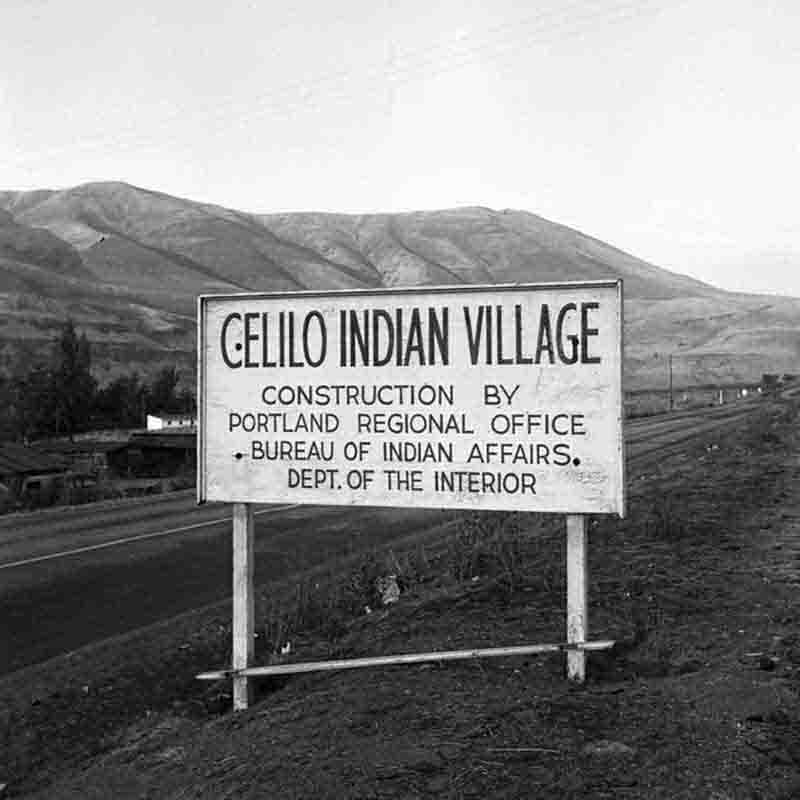 CELILO INDIAN VILLAGE
CONSTRUCTION BY
PORTLAND REGIONAL OFFICE
BUREAU OF INDIAN AFFAIRS.
DEPT. OF THE INTERIOR